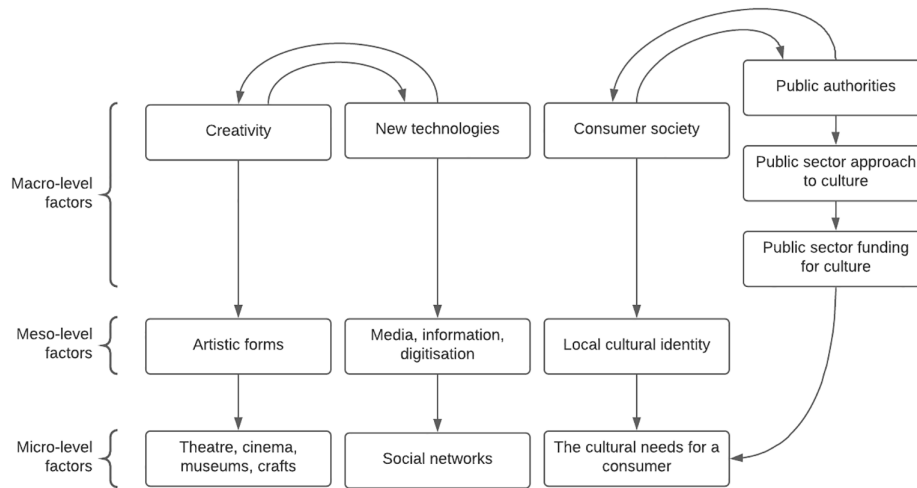 Public authorities
Creativity
New technologies
Consumer society
Public sector approach
to culture
Macro-level
factors
Public sector funding
for culture
Meso-level
factors
Artistic forms
Media, information,
digitisation
Local cultural identity
Micro-level
factors
Theatre, cinema,
museums, crafts
Social networks
The cultural needs for a
consumer